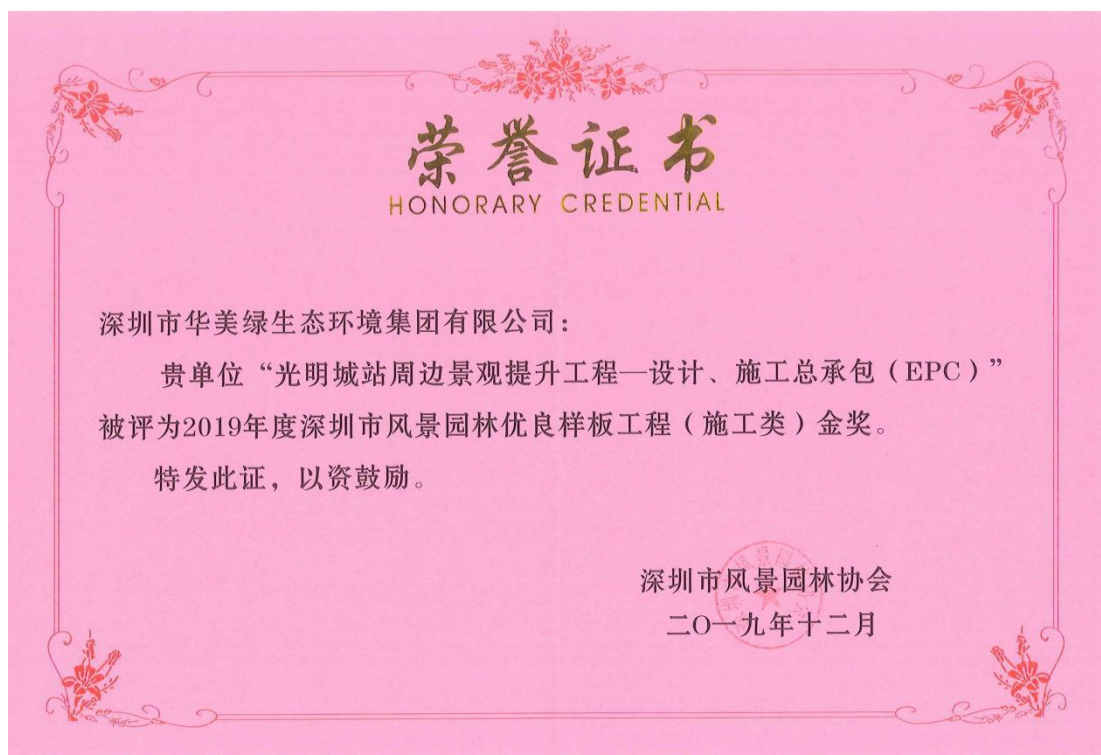 荣誉证书
HONORARY CREDENTIAL
深圳市华美绿生态环境集团有限公司：
贵单位“光明城站周边景观提升工程—设计、施工总承包（EPC）”
被评为2019年度深圳市风景园林优良样板工程（施工类）金奖。
特发此证，以资鼓励。
深圳市风景园林协会
二O一九年十二月